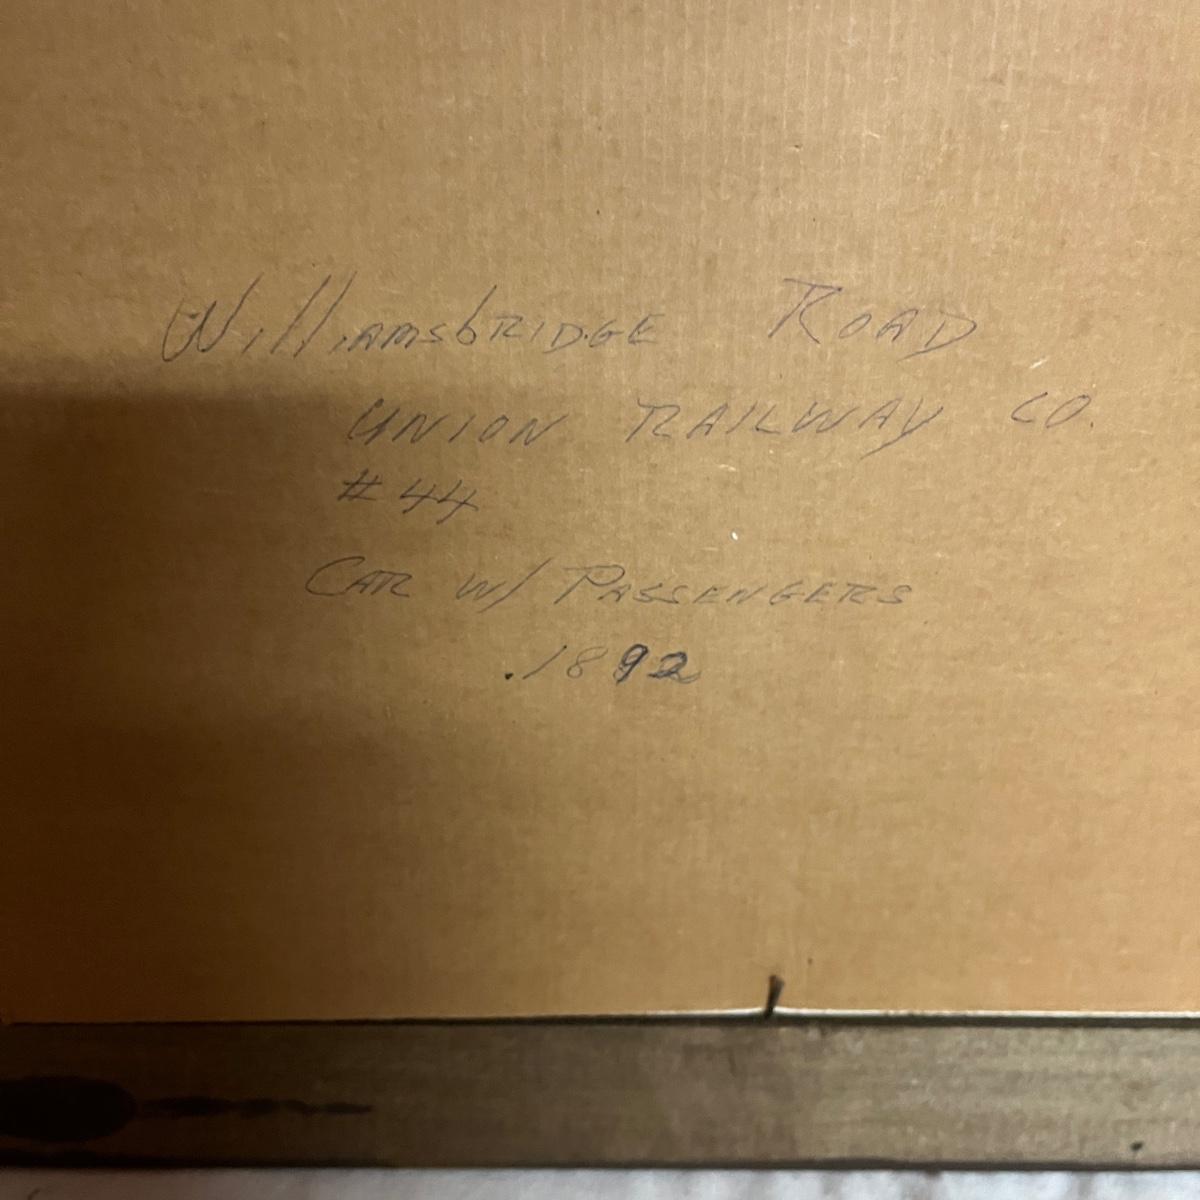 Williamsbridge Road
Union Railway Co.
#44
Car w/ Passengers
.1892